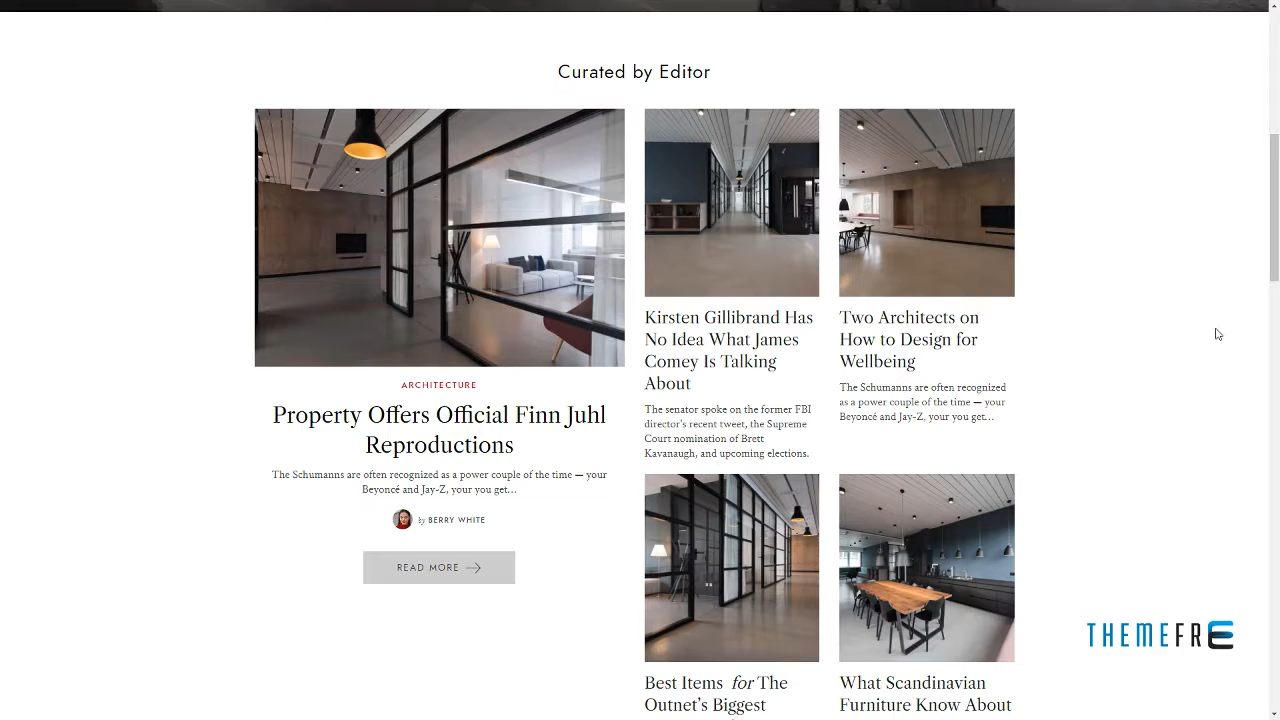 Curated by Editor
ARCHITECTURE
Property Offers Official Finn Juhl
Reproductions
The Schumanns are often recognized as a power couple of the time — your
Beyoncé and Jay-Z, your you get...
by BERRY WHITE
READ MORE
Kirsten Gillibrand Has
No Idea What James
Comey Is Talking
About
The senator spoke on the former FBI
director's recent tweet, the Supreme
Court nomination of Brett
Kavanaugh, and upcoming elections.
Two Architects on
How to Design for
Wellbeing
The Schumanns are often recognized
as a power couple of the time — your
Beyoncé and Jay-Z, your you get...
Best Items for The
Outnet's Biggest
What Scandinavian
Furniture Know About
THEMEFRE